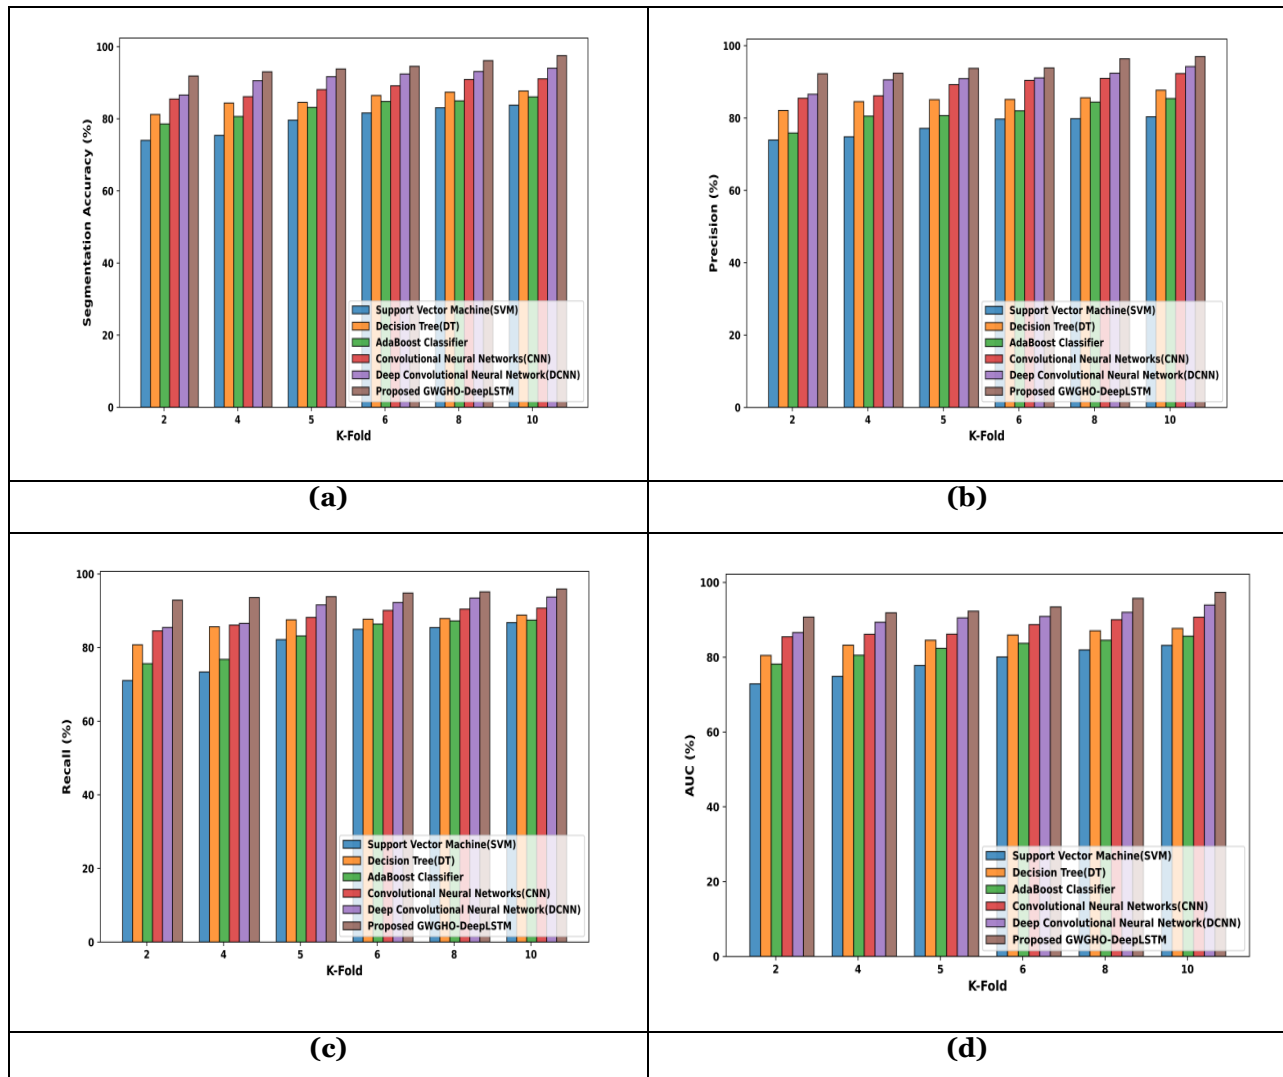 100
80
60
40
20
0
Segmentation Accuracy (%)
Support Vector Machine(SVM)
Decision Tree(DT)
AdaBoost Classifier
Convolutional Neural Networks(CNN)
Deep Convolutional Neural Network(DCNN)
Proposed GWGHO-DeepLSTM
2 4 5 6 8 10
K-Fold
(a)
100
80
60
40
20
0
Precision (%)
Support Vector Machine(SVM)
Decision Tree(DT)
AdaBoost Classifier
Convolutional Neural Networks(CNN)
Deep Convolutional Neural Network(DCNN)
Proposed GWGHO-DeepLSTM
2 4 5 6 8 10
K-Fold
(b)
100
80
60
40
20
0
Recall (%)
Support Vector Machine(SVM)
Decision Tree(DT)
AdaBoost Classifier
Convolutional Neural Networks(CNN)
Deep Convolutional Neural Network(DCNN)
Proposed GWGHO-DeepLSTM
2 4 5 6 8 10
K-Fold
(c)
100
80
60
40
20
0
AUC (%)
Support Vector Machine(SVM)
Decision Tree(DT)
AdaBoost Classifier
Convolutional Neural Networks(CNN)
Deep Convolutional Neural Network(DCNN)
Proposed GWGHO-DeepLSTM
2 4 5 6 8 10
K-Fold
(d)